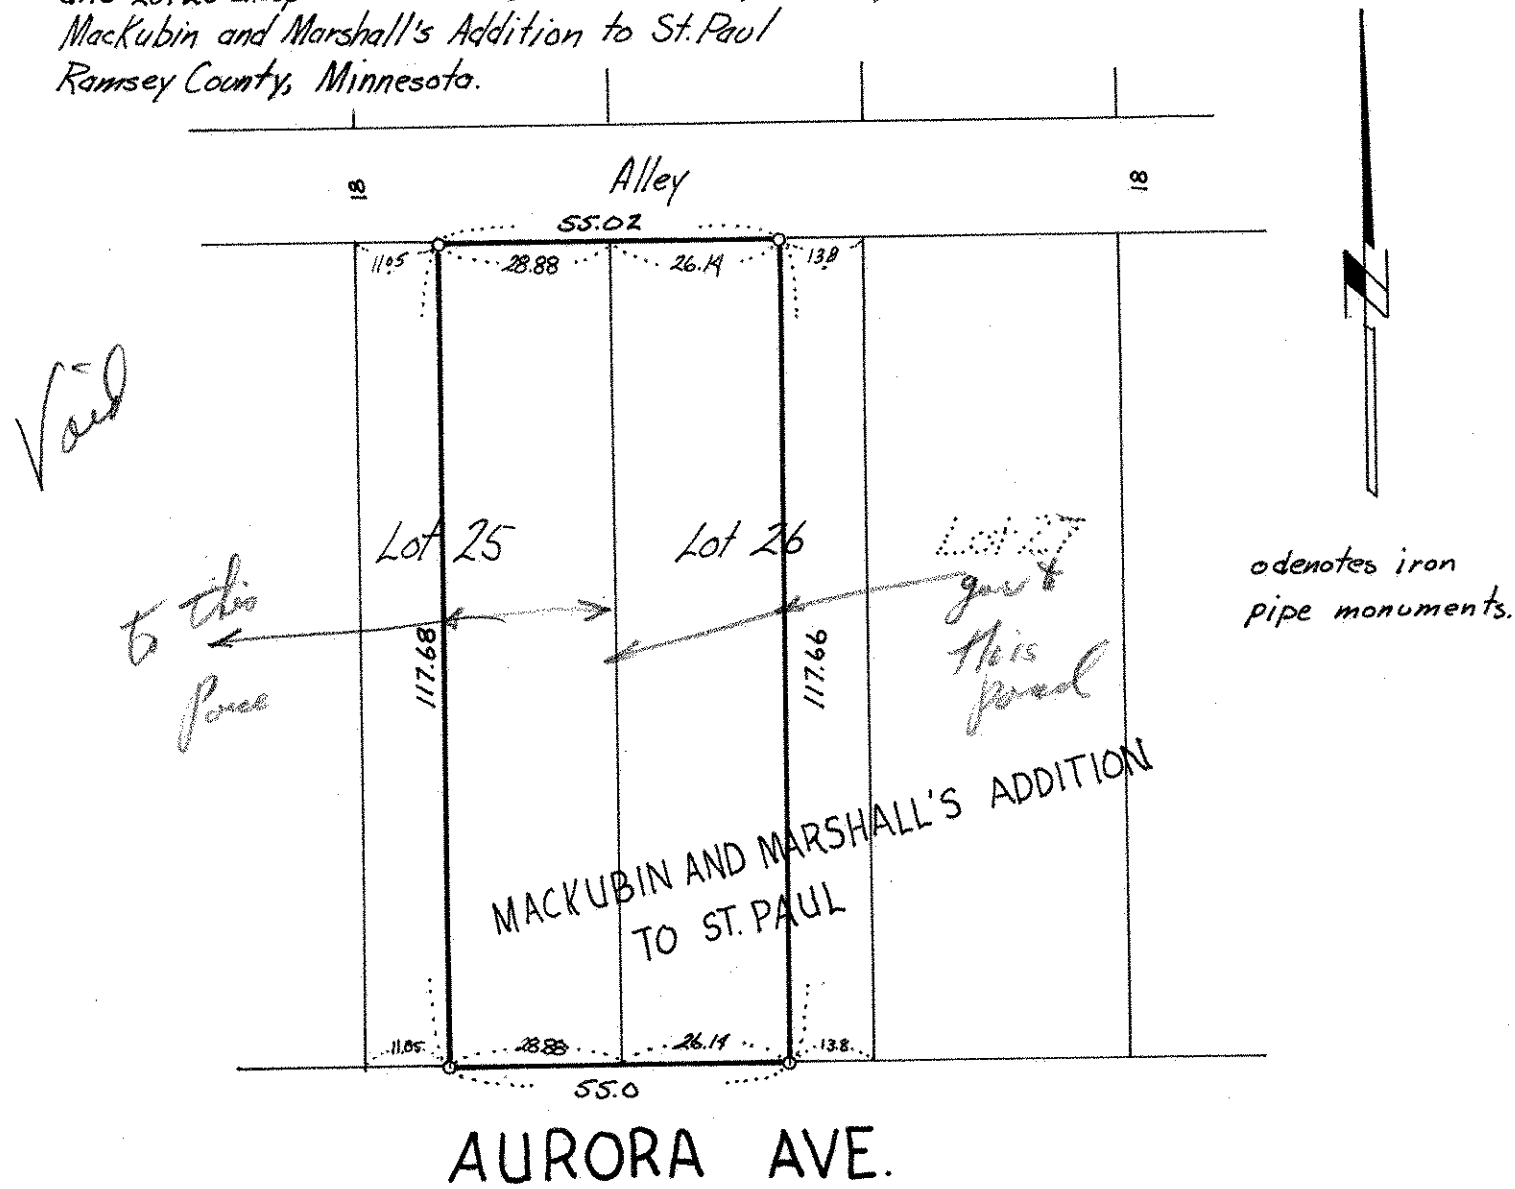 Mackubin and Marshall's Addition to St. Paul
Ramsey County, Minnesota.
Alley
18
18
55.02
11.05 28.88 26.14 13.8
Void
Lot 25
Lot 26
Lot 27
to this
gav
this
odenotes iron
pipe monuments.
117.68
117.66
MACKUBIN AND MARSHALL'S ADDITION
TO ST. PAUL
11.05 28.88 26.14 13.8
55.0
AURORA AVE.